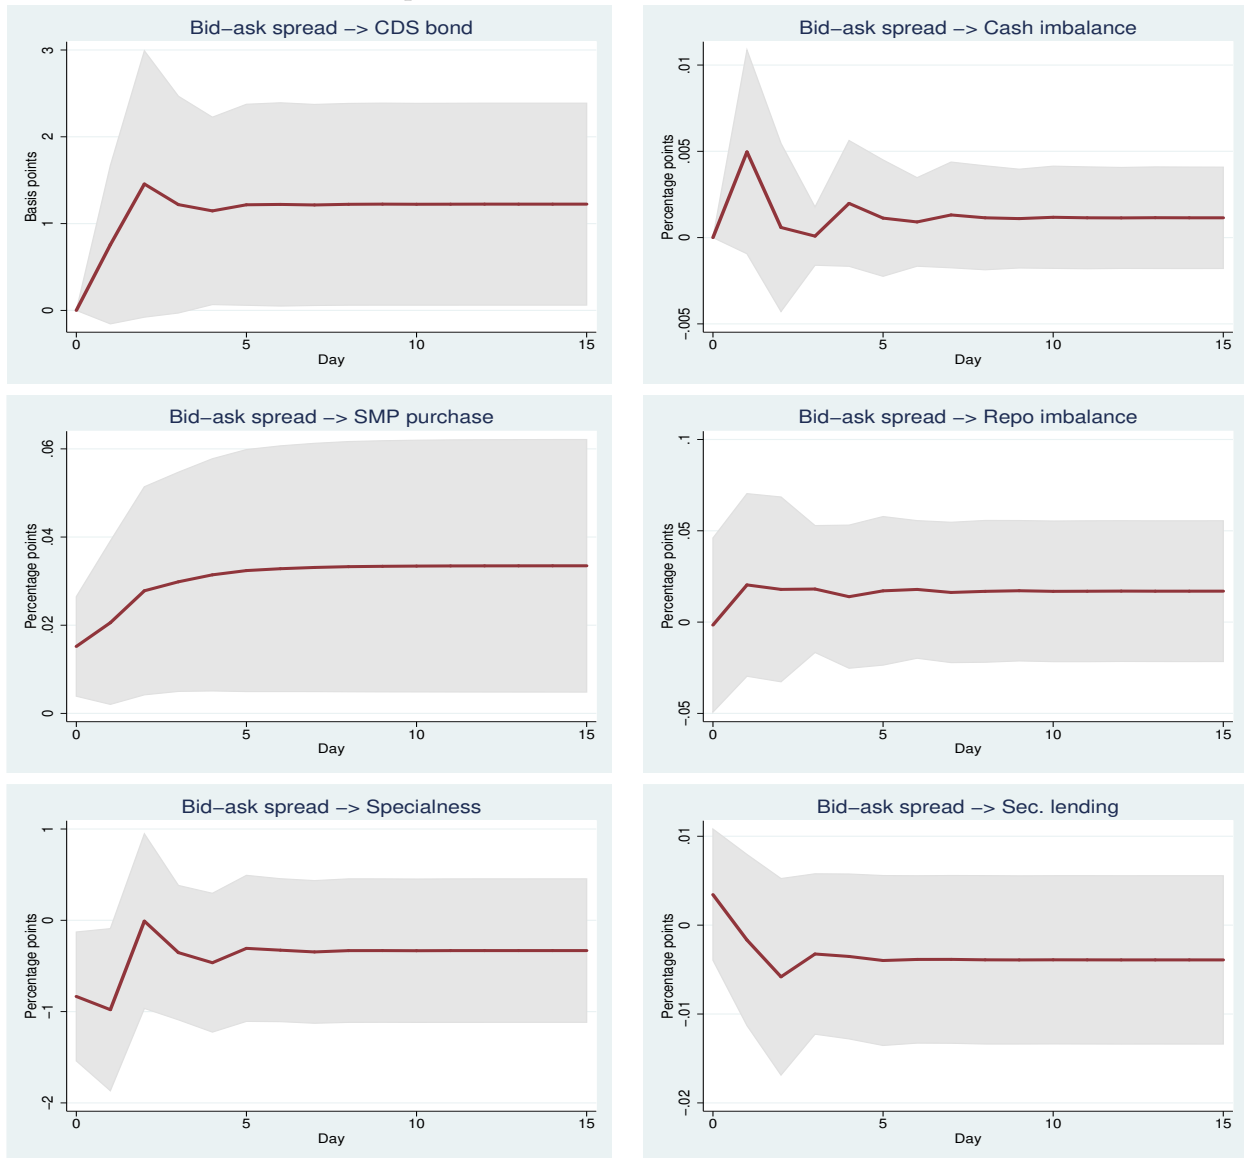 Bid–ask spread –> CDS bond
Basis points
3
2
1
0
0 5 10 15
Day
Bid–ask spread –> Cash imbalance
Percentage points
.01
.005
0
–.005
0 5 10 15
Day
Bid–ask spread –> SMP purchase
Percentage points
.06
.04
.02
0
0 5 10 15
Day
Bid–ask spread –> Repo imbalance
Percentage points
.1
.05
0
–.05
0 5 10 15
Day
Bid–ask spread –> Specialness
Percentage points
1
0
–1
–2
0 5 10 15
Day
Bid–ask spread –> Sec. lending
Percentage points
.01
0
–.01
–.02
0 5 10 15
Day